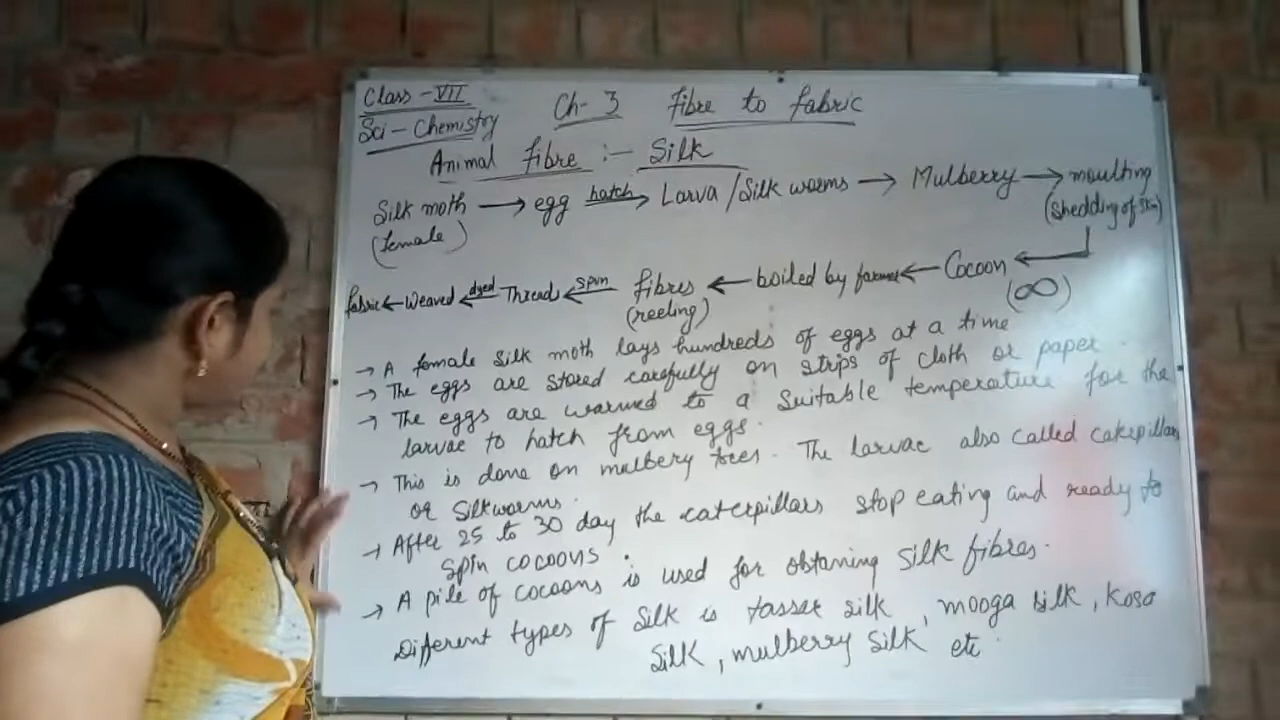 Class - VII
Sci - Chemistry
Ch- 3 Fibre to fabric
Animal fibre :- Silk
Silk moth → egg hatch → Larva / Silk worms → Mulberry → moulting
(female) (shedding of skin)
fabric ← Weaved ← dyed Thread ← spin fibres ← boiled by farmer ← Cocoon ←
(reeling) (∞)
→ A female silk moth lays hundreds of eggs at a time
→ The eggs are stored carefully on strips of cloth or paper.
→ The eggs are warmed to a suitable temperature for the
larvae to hatch from eggs.
→ This is done on mulbery trees. The larvae also called caterpillars
or Silkworms.
→ After 25 to 30 day the caterpillars stop eating and ready to
spin cocoons.
→ A pile of cocoons is used for obtaining silk fibres.
Different types of silk is tasser silk, mooga silk, kosa
silk, mulberry silk etc